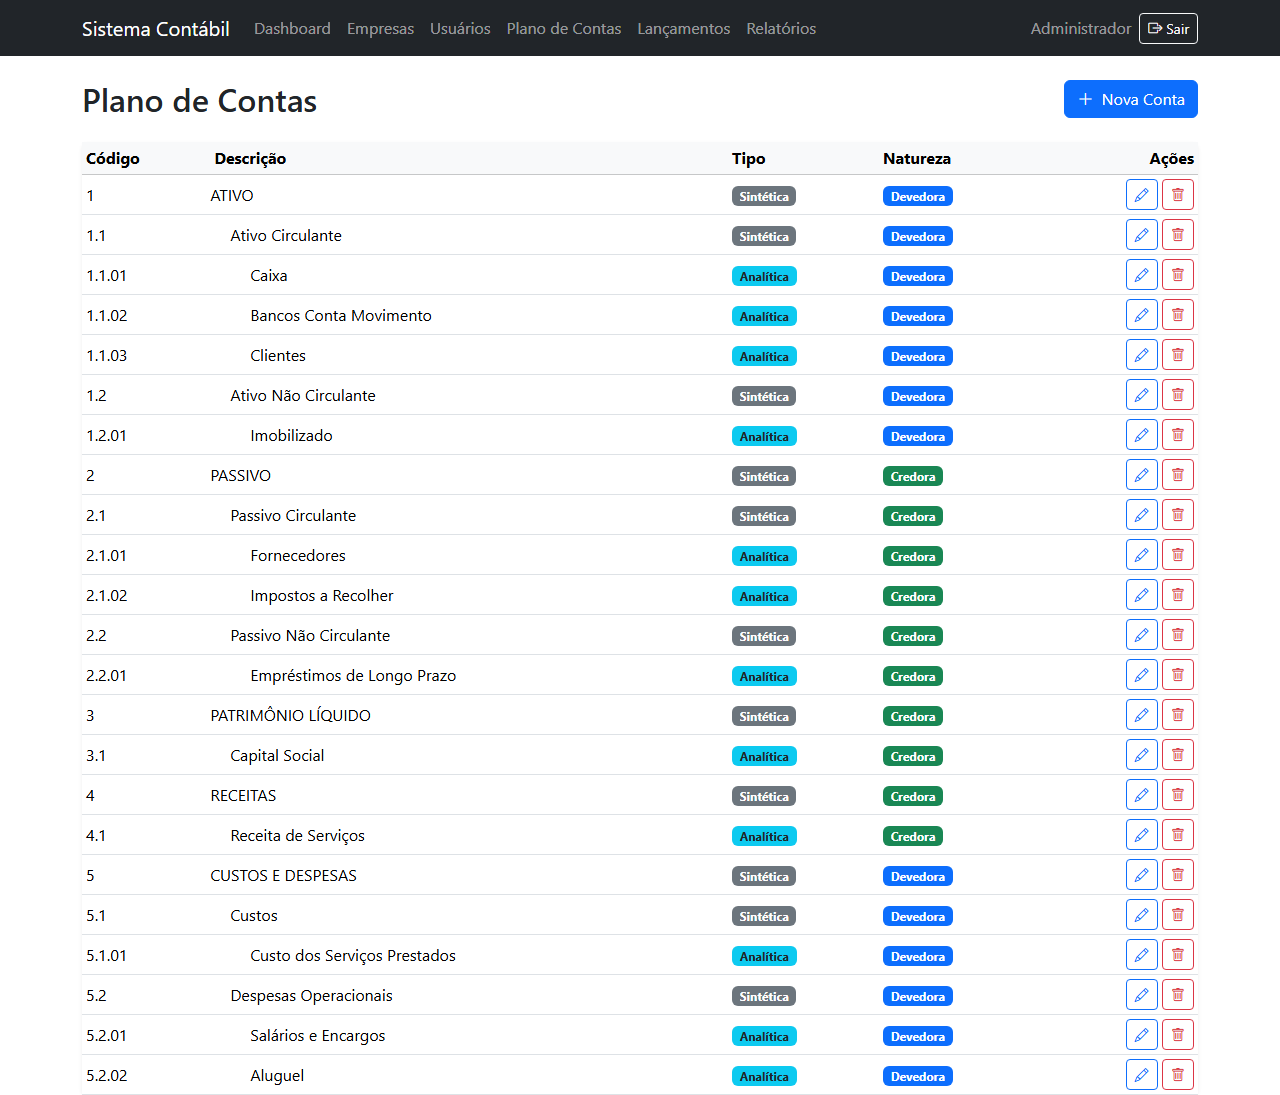 Sistema Contábil Dashboard Empresas Usuários Plano de Contas Lançamentos Relatórios Administrador Sair
Plano de Contas Nova Conta
Código Descrição Tipo Natureza Ações
1 ATIVO Sintética Devedora
1.1 Ativo Circulante Sintética Devedora
1.1.01 Caixa Analítica Devedora
1.1.02 Bancos Conta Movimento Analítica Devedora
1.1.03 Clientes Analítica Devedora
1.2 Ativo Não Circulante Sintética Devedora
1.2.01 Imobilizado Analítica Devedora
2 PASSIVO Sintética Credora
2.1 Passivo Circulante Sintética Credora
2.1.01 Fornecedores Analítica Credora
2.1.02 Impostos a Recolher Analítica Credora
2.2 Passivo Não Circulante Sintética Credora
2.2.01 Empréstimos de Longo Prazo Analítica Credora
3 PATRIMÔNIO LÍQUIDO Sintética Credora
3.1 Capital Social Analítica Credora
4 RECEITAS Sintética Credora
4.1 Receita de Serviços Analítica Credora
5 CUSTOS E DESPESAS Sintética Devedora
5.1 Custos Sintética Devedora
5.1.01 Custo dos Serviços Prestados Analítica Devedora
5.2 Despesas Operacionais Sintética Devedora
5.2.01 Salários e Encargos Analítica Devedora
5.2.02 Aluguel Analítica Devedora